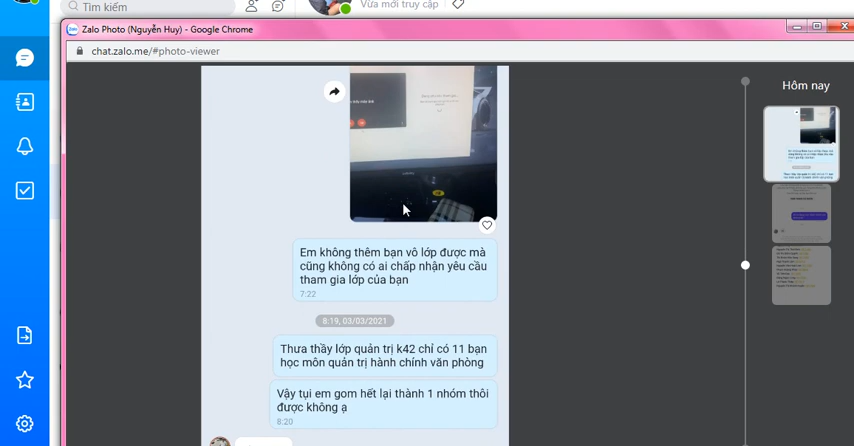 Tìm kiếm
Vừa mới truy cập
Zalo Photo (Nguyễn Huy) - Google Chrome
chat.zalo.me/#photo-viewer
Hôm nay
Em không thêm bạn vô lớp được mà
cũng không có ai chấp nhận yêu cầu
tham gia lớp của bạn
7:22
8:19, 03/03/2021
Thưa thầy lớp quản trị k42 chỉ có 11 bạn
học môn quản trị hành chính văn phòng
Vậy tụi em gom hết lại thành 1 nhóm thôi
được không ạ
8:20